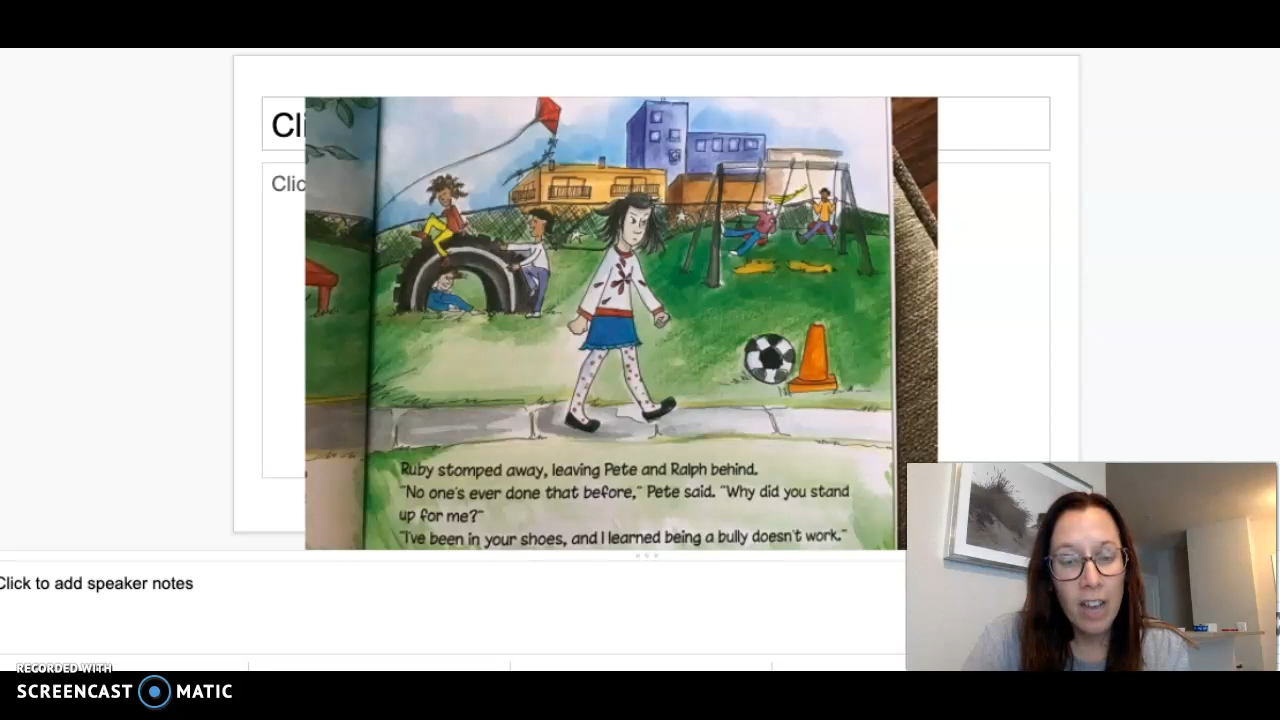 Cli
Clic
Ruby stomped away, leaving Pete and Ralph behind.
"No one's ever done that before," Pete said. "Why did you stand
up for me?"
"I've been in your shoes, and I learned being a bully doesn't work."
Click to add speaker notes
RECORDED WITH
SCREENCAST MATIC